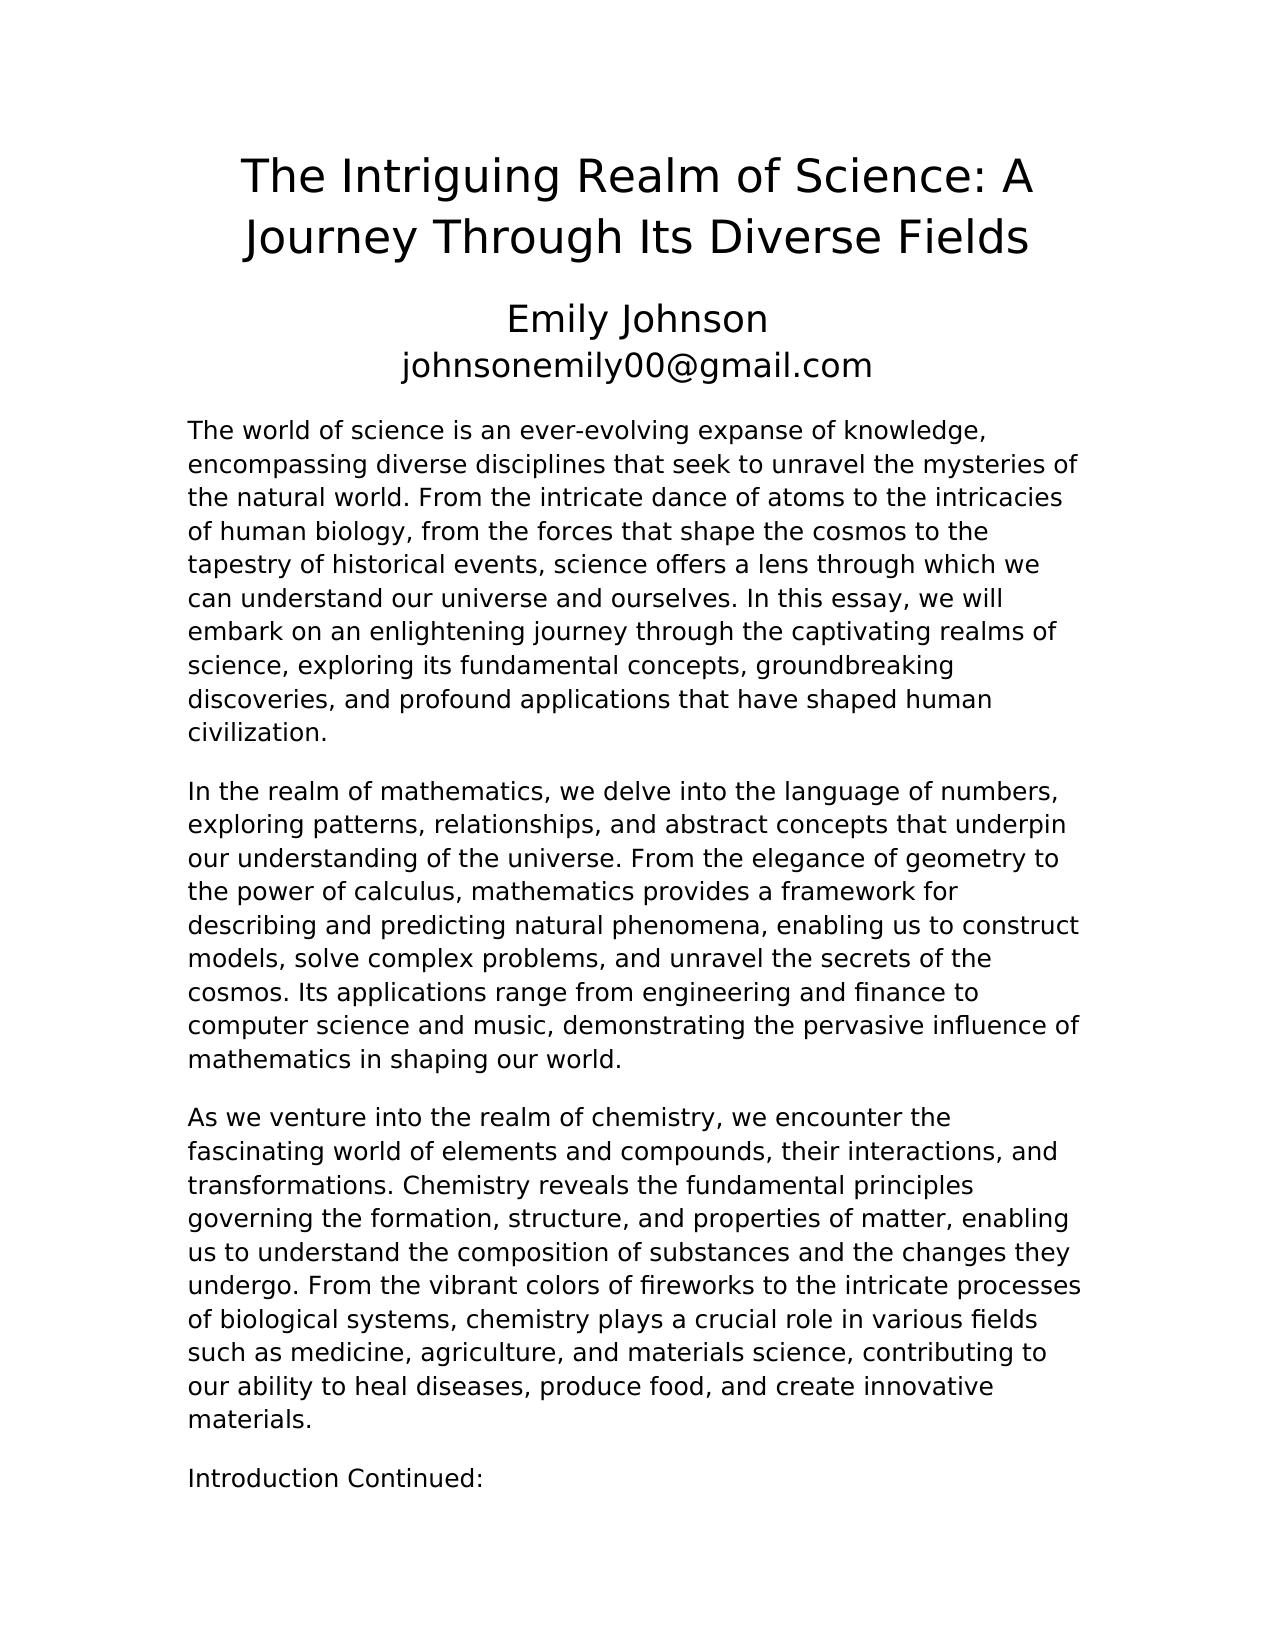 The Intriguing Realm of Science: A
Journey Through Its Diverse Fields
Emily Johnson
johnsonemily00@gmail.com
The world of science is an ever-evolving expanse of knowledge,
encompassing diverse disciplines that seek to unravel the mysteries of
the natural world. From the intricate dance of atoms to the intricacies
of human biology, from the forces that shape the cosmos to the
tapestry of historical events, science offers a lens through which we
can understand our universe and ourselves. In this essay, we will
embark on an enlightening journey through the captivating realms of
science, exploring its fundamental concepts, groundbreaking
discoveries, and profound applications that have shaped human
civilization.
In the realm of mathematics, we delve into the language of numbers,
exploring patterns, relationships, and abstract concepts that underpin
our understanding of the universe. From the elegance of geometry to
the power of calculus, mathematics provides a framework for
describing and predicting natural phenomena, enabling us to construct
models, solve complex problems, and unravel the secrets of the
cosmos. Its applications range from engineering and finance to
computer science and music, demonstrating the pervasive influence of
mathematics in shaping our world.
As we venture into the realm of chemistry, we encounter the
fascinating world of elements and compounds, their interactions, and
transformations. Chemistry reveals the fundamental principles
governing the formation, structure, and properties of matter, enabling
us to understand the composition of substances and the changes they
undergo. From the vibrant colors of fireworks to the intricate processes
of biological systems, chemistry plays a crucial role in various fields
such as medicine, agriculture, and materials science, contributing to
our ability to heal diseases, produce food, and create innovative
materials.
Introduction Continued: